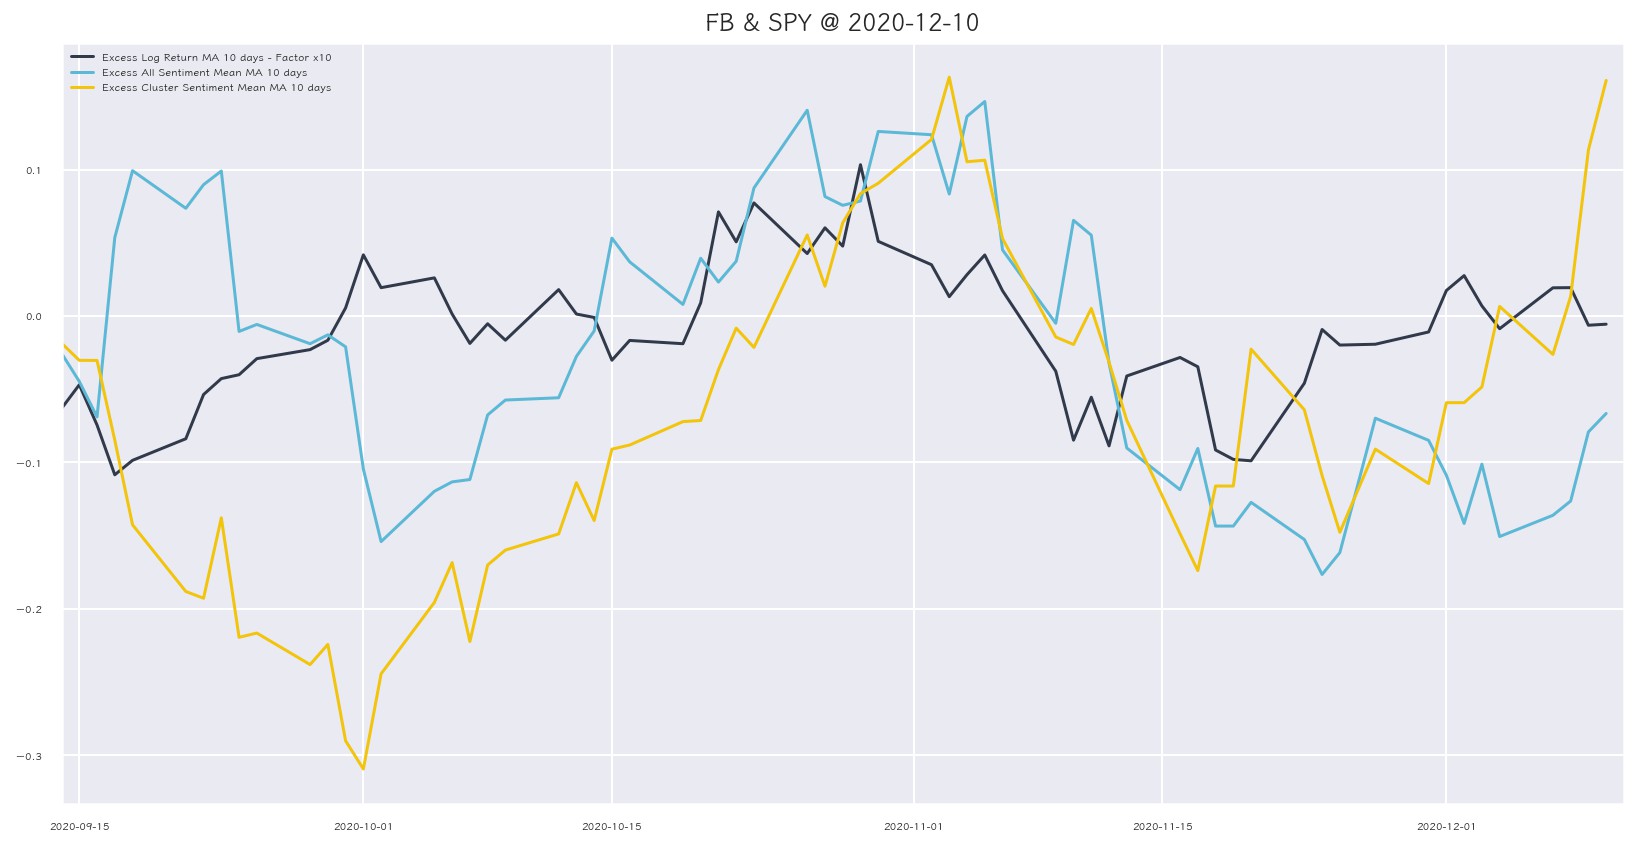 FB & SPY @ 2020-12-10
Excess Log Return MA 10 days - Factor x10
Excess All Sentiment Mean MA 10 days
Excess Cluster Sentiment Mean MA 10 days
0.1
0.0
−0.1
−0.2
−0.3
2020-09-15
2020-10-01
2020-10-15
2020-11-01
2020-11-15
2020-12-01